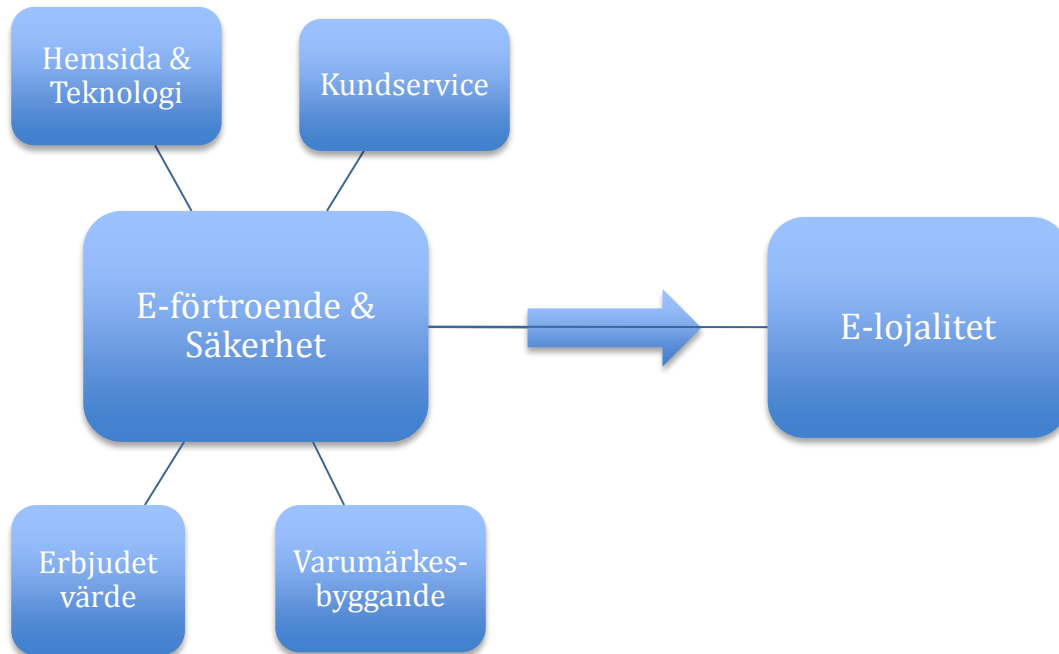 Hemsida &
Teknologi
Kundservice
E-förtroende &
Säkerhet
E-lojalitet
Erbjudet
värde
Varumärkes-
byggande